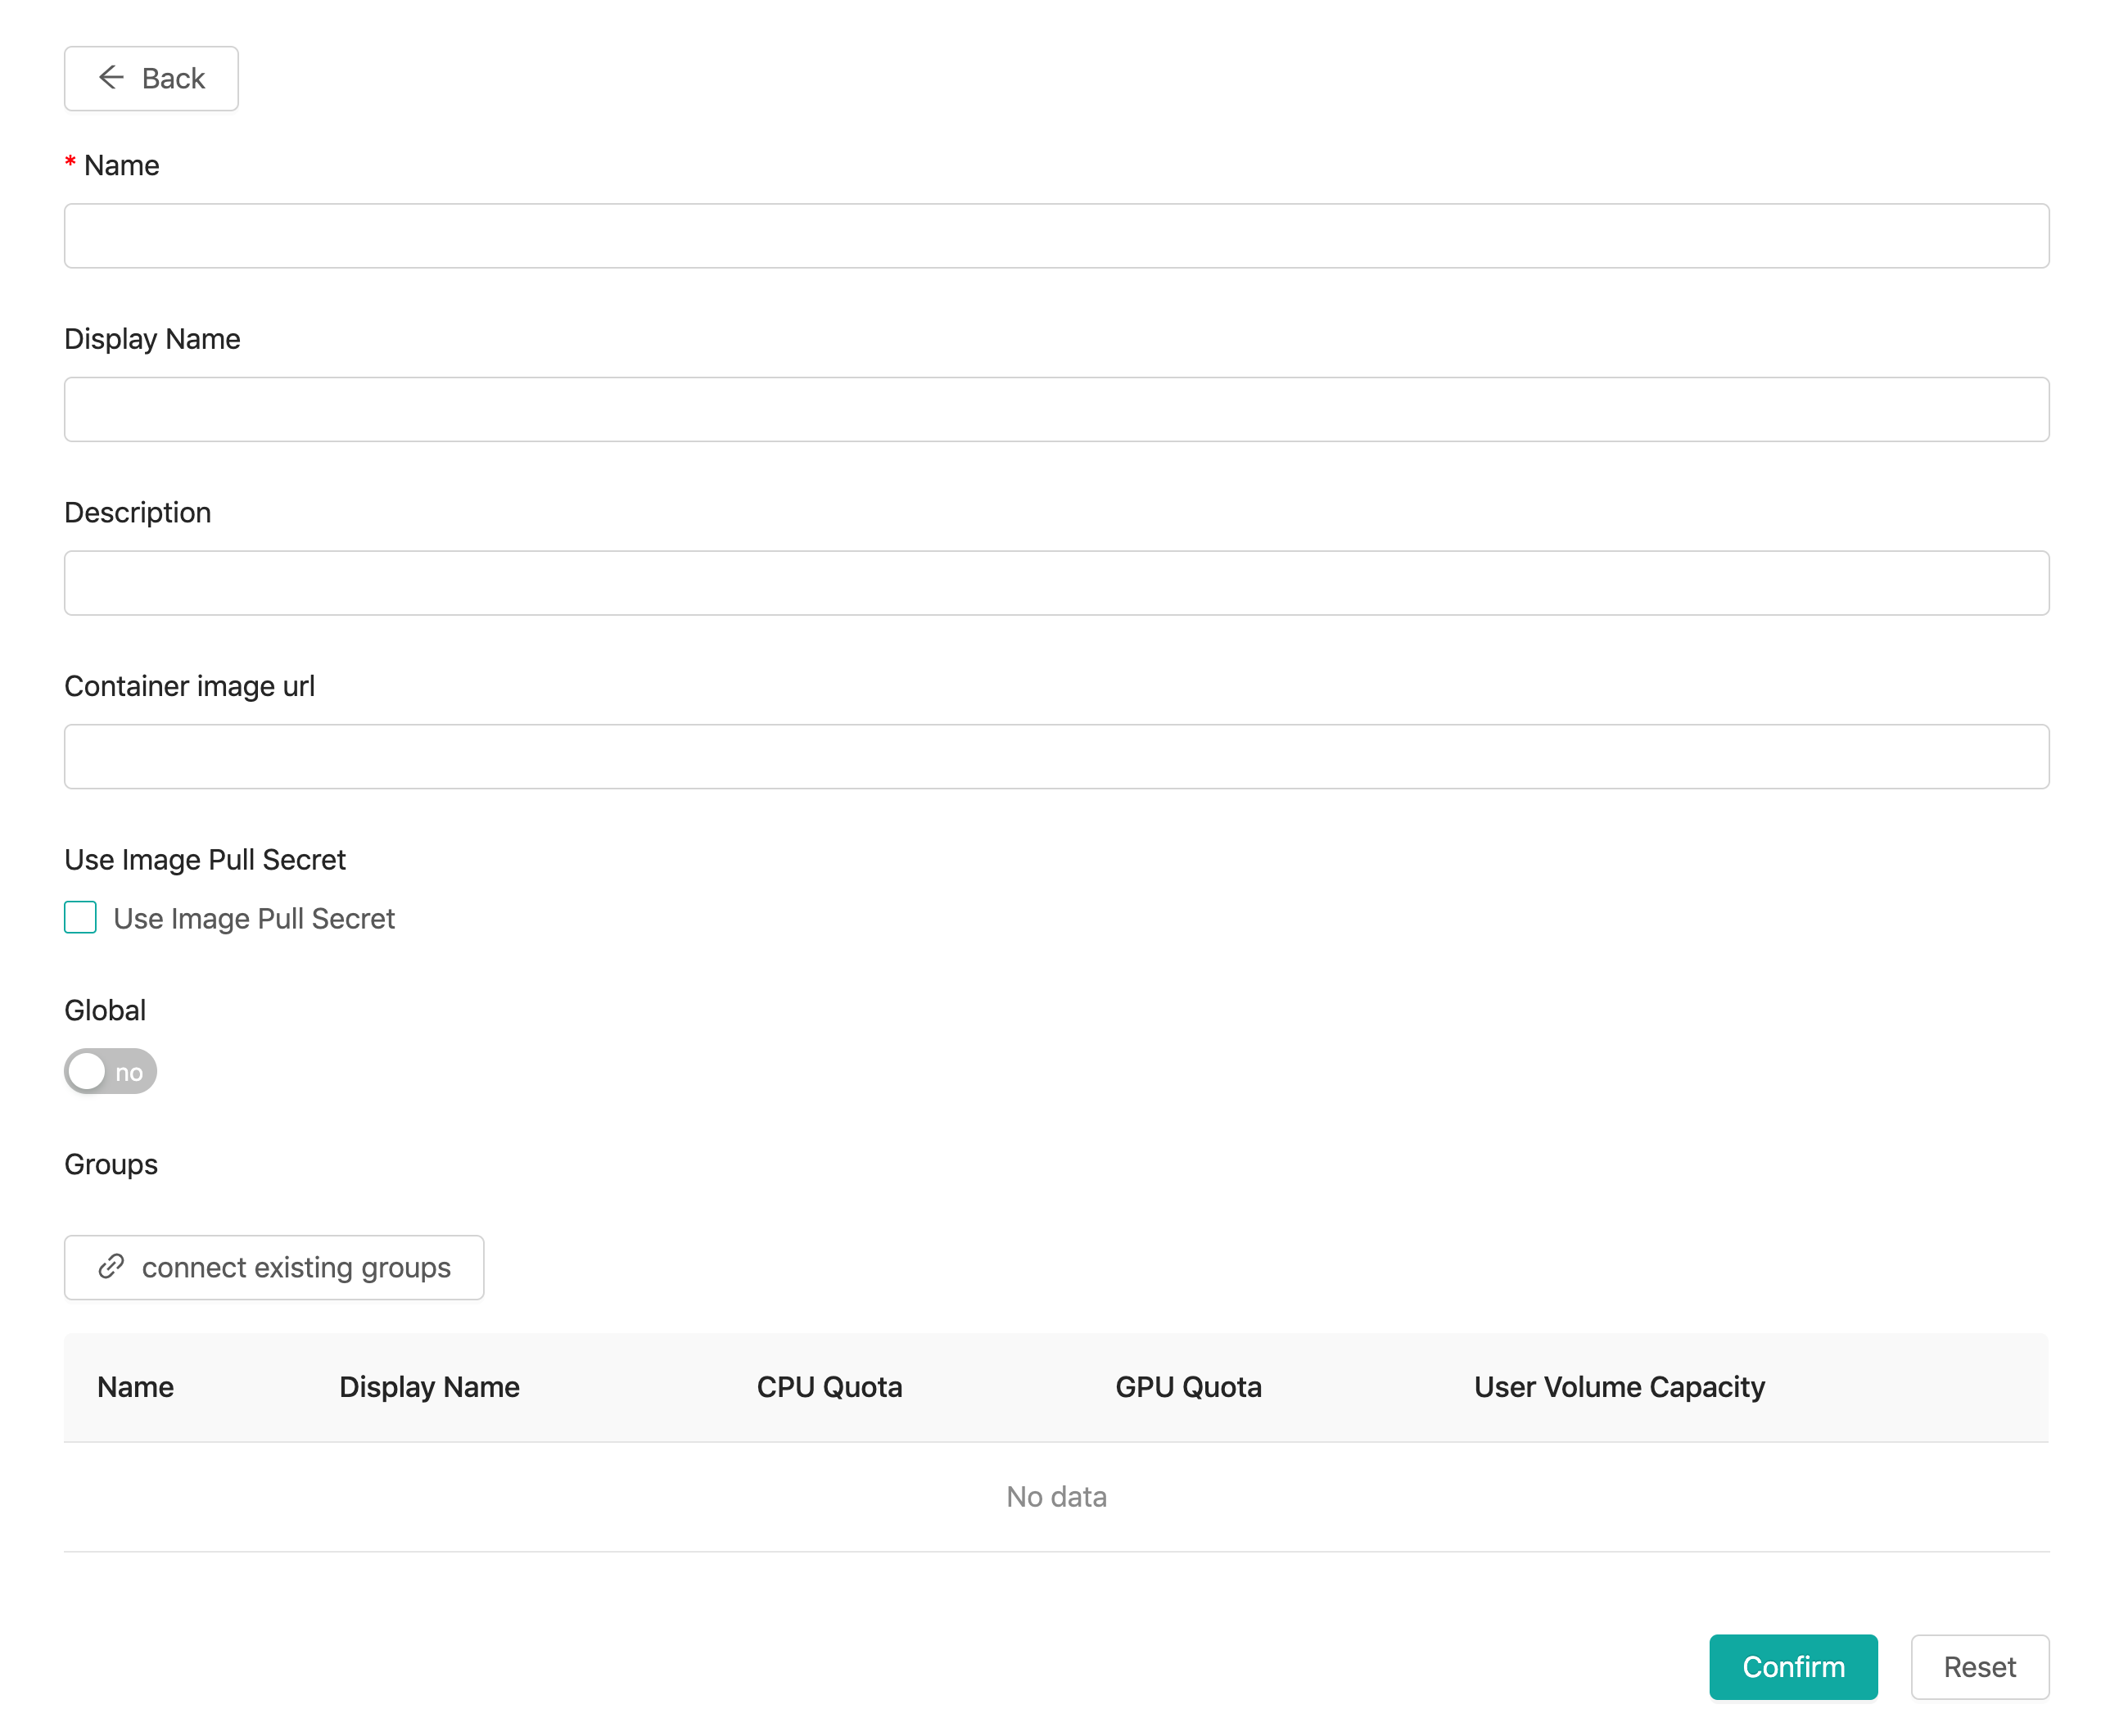 Back
* Name
Display Name
Description
Container image url
Use Image Pull Secret
Use Image Pull Secret
Global
no
Groups
connect existing groups
Name Display Name CPU Quota GPU Quota User Volume Capacity
No data
Confirm Reset